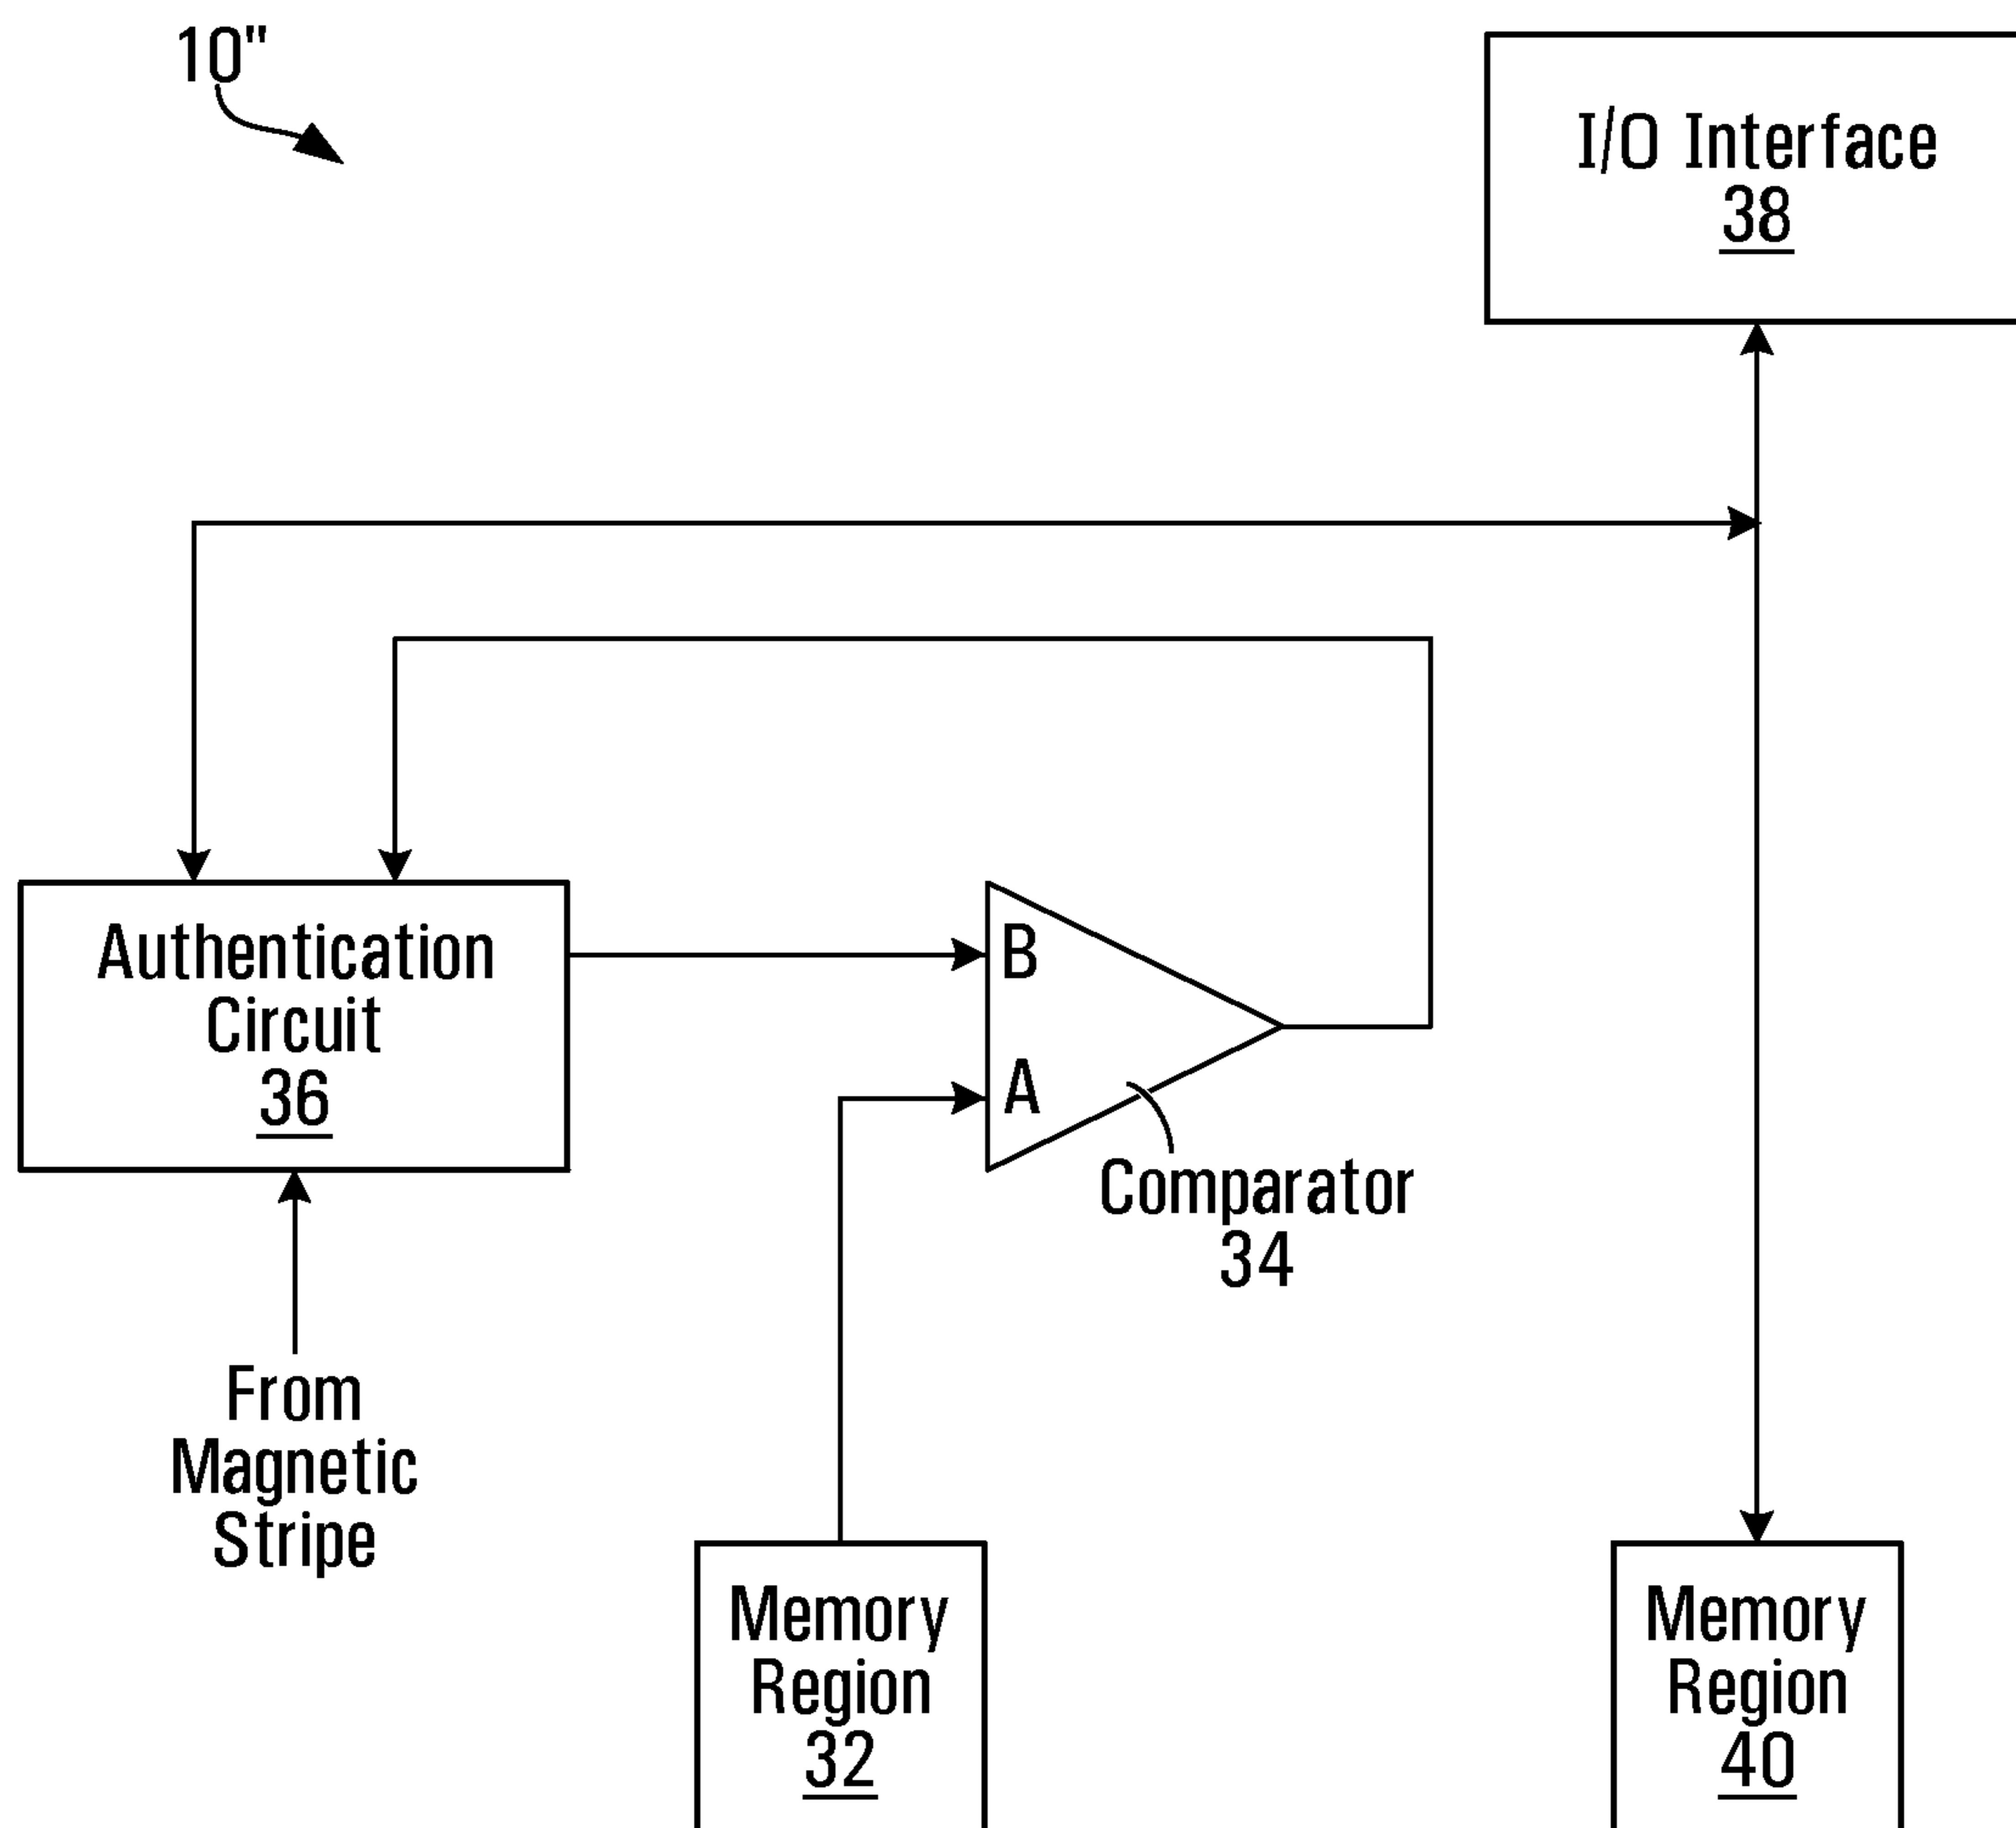 10"
I/O Interface
38
Authentication
Circuit
36
B
A
Comparator
34
From
Magnetic
Stripe
Memory
Region
32
Memory
Region
40